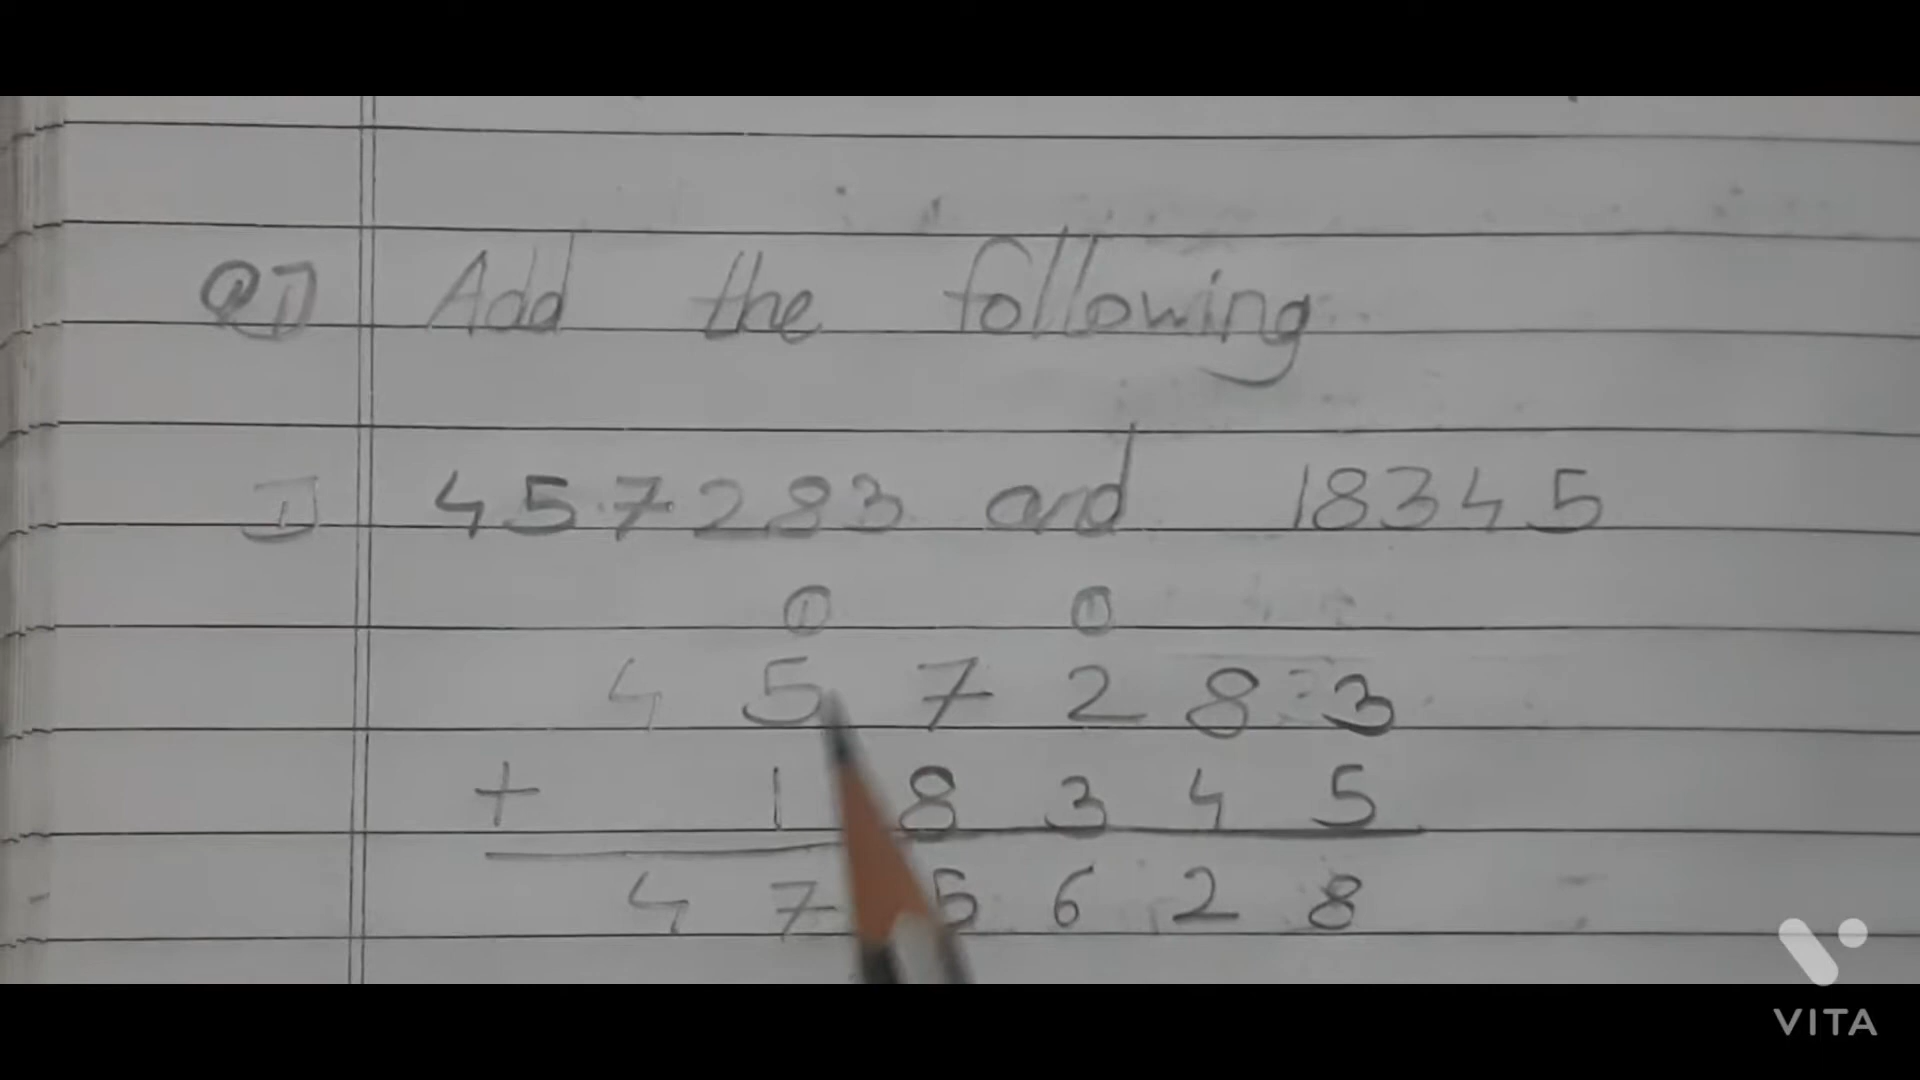 Q1) Add the following
I 457283 and 18345
1 1
4 5 7 2 8 3
+ 1 8 3 4 5
4 7 5 6 2 8
VITA